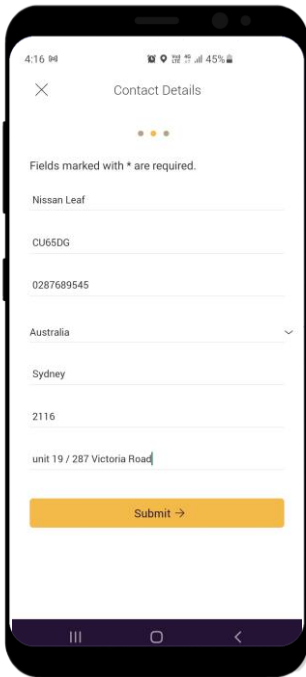 4:16
45%
Contact Details
Fields marked with * are required.
Nissan Leaf
CU65DG
0287689545
Australia
Sydney
2116
unit 19 / 287 Victoria Road
Submit →